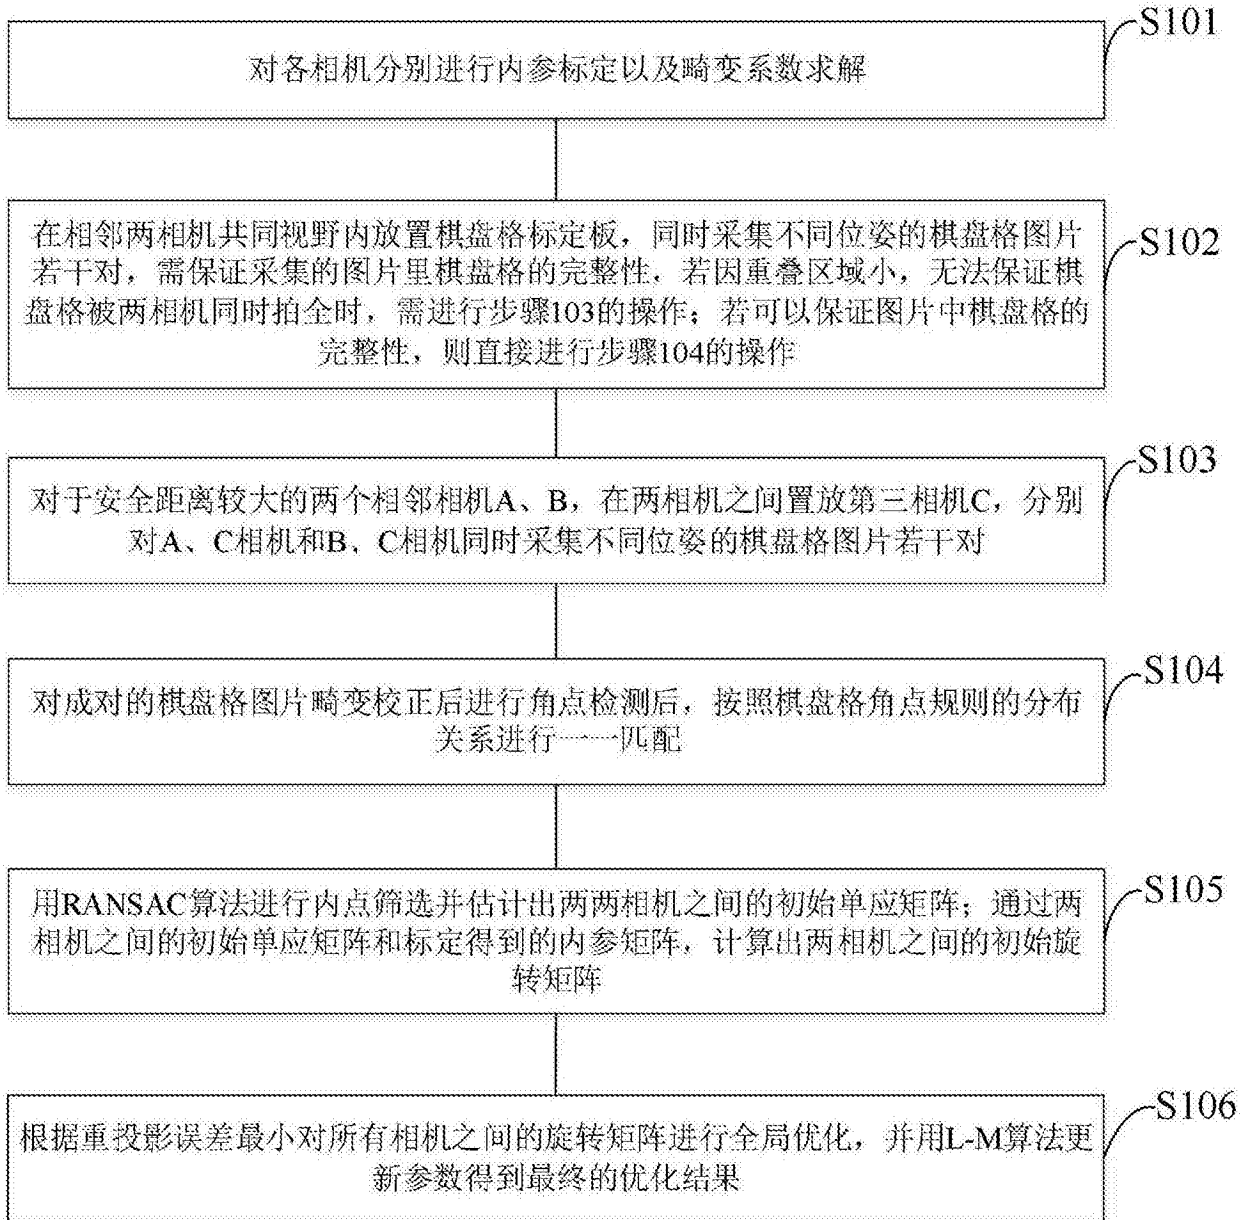 S101
对各相机分别进行内参标定以及畸变系数求解
S102
在相邻两相机共同视野内放置棋盘格标定板，同时采集不同位姿的棋盘格图片
若干对，需保证采集的图片里棋盘格的完整性，若因重叠区域小，无法保证棋
盘格被两相机同时拍全时，需进行步骤103的操作；若可以保证图片中棋盘格的
完整性，则直接进行步骤104的操作
S103
对于安全距离较大的两个相邻相机A、B，在两相机之间置放第三相机C，分别
对A、C相机和B、C相机同时采集不同位姿的棋盘格图片若干对
S104
对成对的棋盘格图片畸变校正后进行角点检测后，按照棋盘格角点规则的分布
关系进行一一匹配
S105
用RANSAC算法进行内点筛选并估计出两两相机之间的初始单应矩阵；通过两
相机之间的初始单应矩阵和标定得到的内参矩阵，计算出两相机之间的初始旋
转矩阵
S106
根据重投影误差最小对所有相机之间的旋转矩阵进行全局优化，并用L-M算法更
新参数得到最终的优化结果